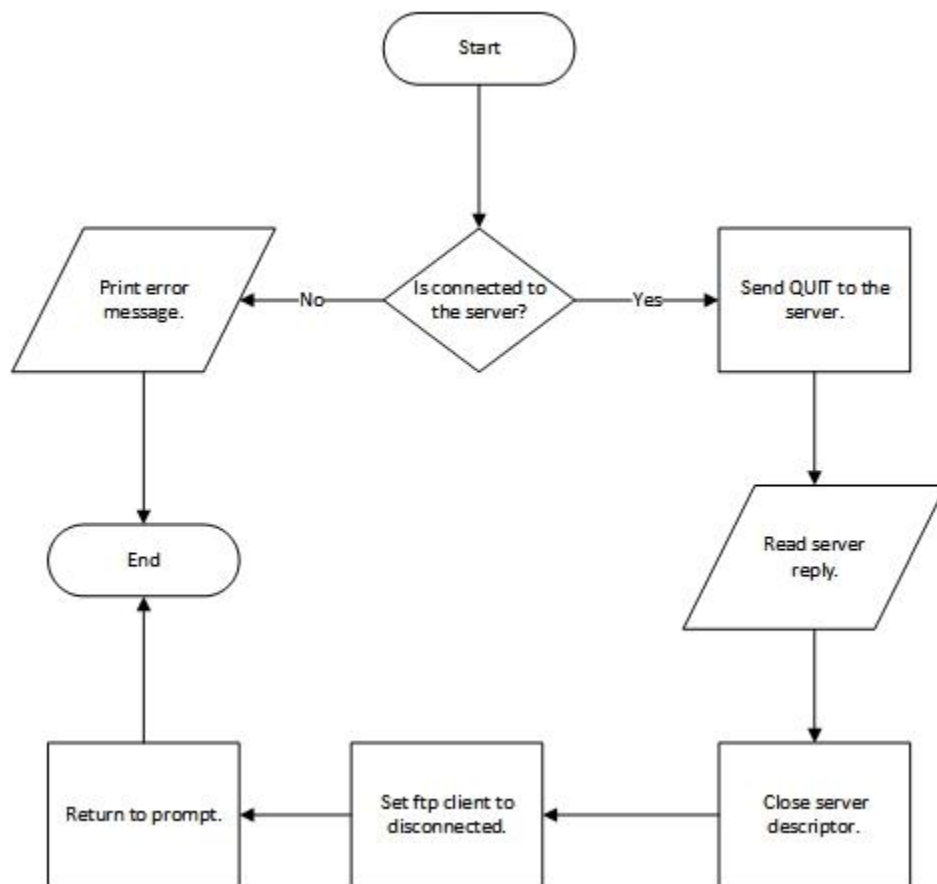 Start
Print error
message.
No
Is connected to
the server?
Yes
Send QUIT to the
server.
End
Read server
reply.
Return to prompt.
Set ftp client to
disconnected.
Close server
descriptor.